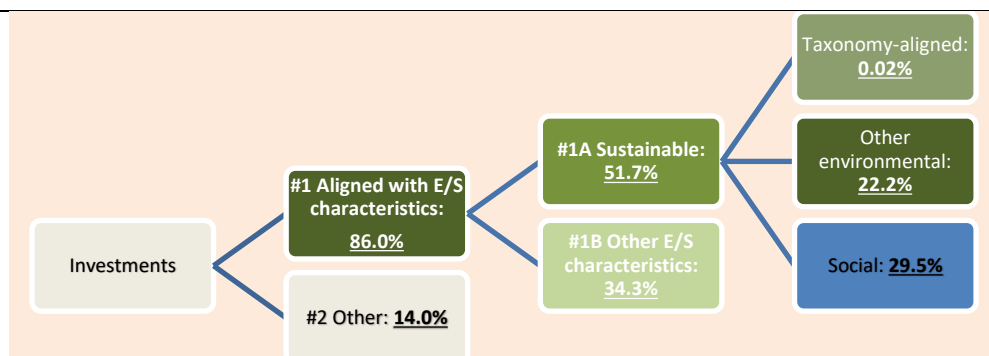 Investments
#1 Aligned with E/S
characteristics:
86.0%
#2 Other: 14.0%
#1A Sustainable:
51.7%
#1B Other E/S
characteristics:
34.3%
Taxonomy-aligned:
0.02%
Other
environmental:
22.2%
Social: 29.5%